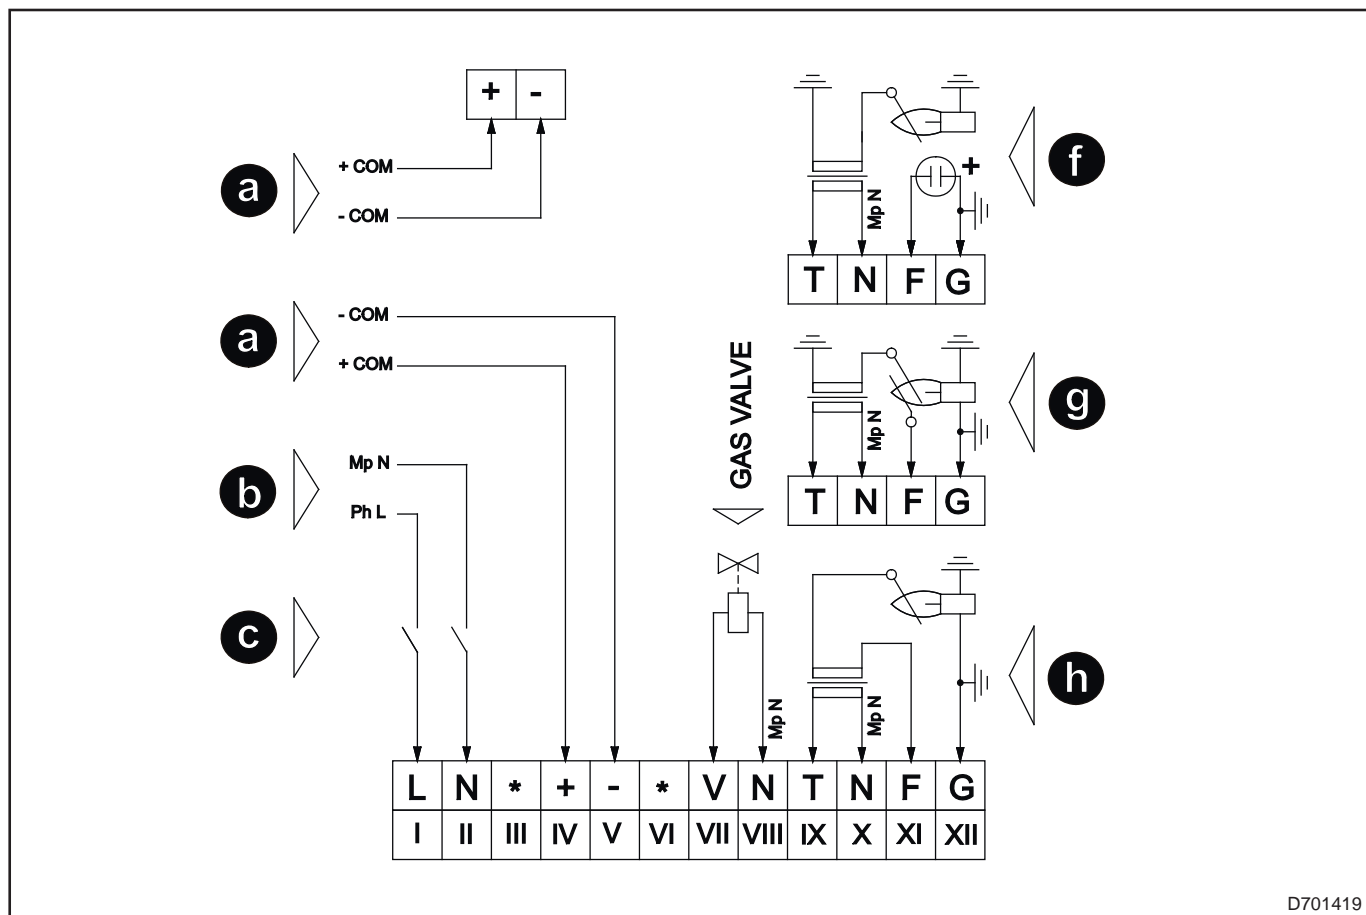 + -
a
+ COM
- COM
a
- COM
+ COM
b
Mp N
Ph L
c
GAS VALVE
Mp N
+
Mp N
T N F G
f
Mp N
T N F G
g
Mp N
h
L N * + - * V N T N F G
I II III IV V VI VII VIII IX X XI XII
D701419